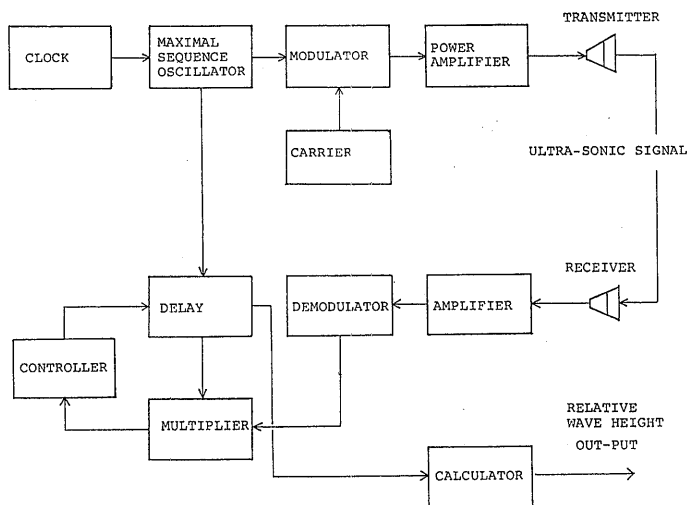 TRANSMITTER
CLOCK
MAXIMAL
SEQUENCE
OSCILLATOR
MODULATOR
POWER
AMPLIFIER
CARRIER
ULTRA-SONIC SIGNAL
RECEIVER
DELAY
DEMODULATOR
AMPLIFIER
CONTROLLER
MULTIPLIER
RELATIVE
WAVE HEIGHT
OUT-PUT
CALCULATOR